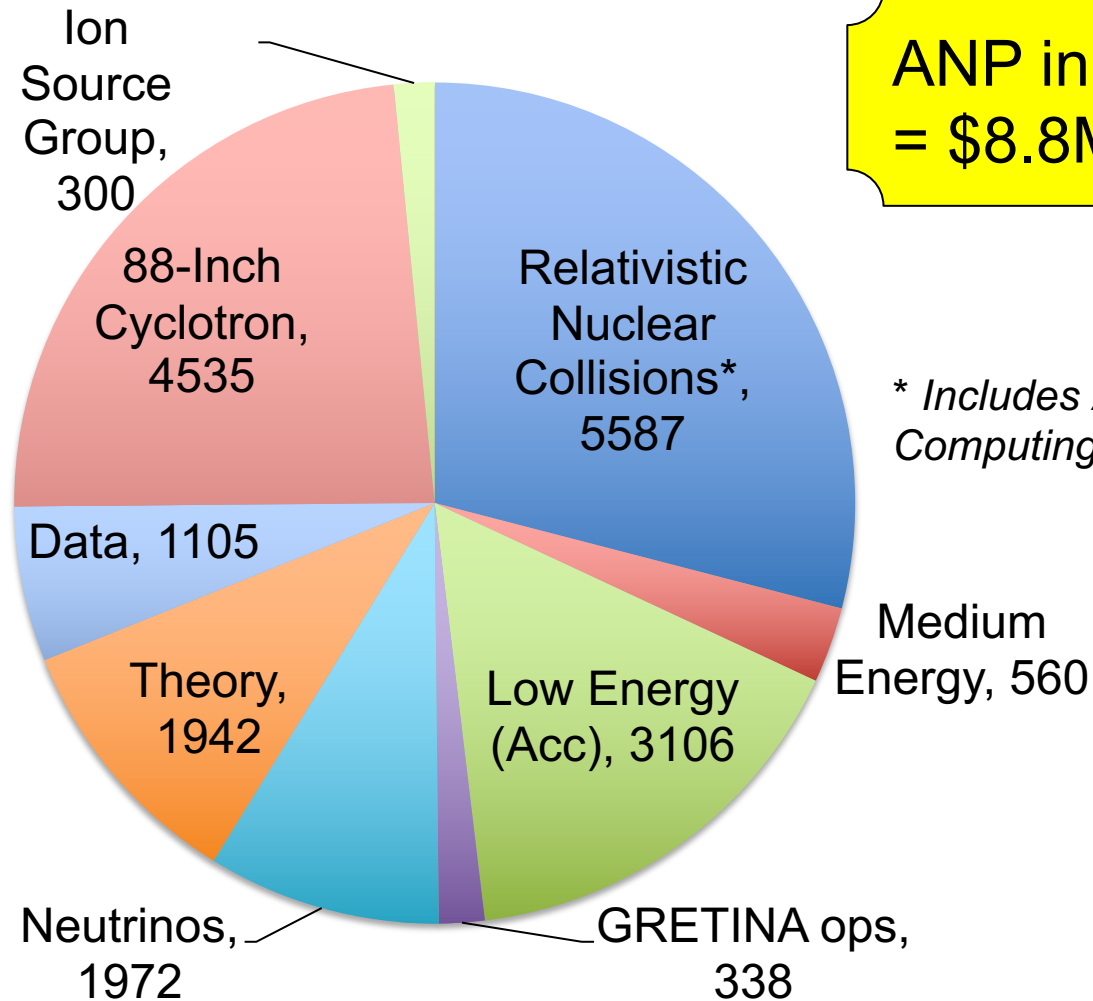 Ion
Source
Group,
300
ANP in
= $8.8M
88-Inch
Cyclotron,
4535
Relativistic
Nuclear
Collisions*,
5587
* Includes
Computing
Data, 1105
Medium
Energy, 560
Theory,
1942
Low Energy
(Acc), 3106
Neutrinos,
1972
GRETINA ops,
338